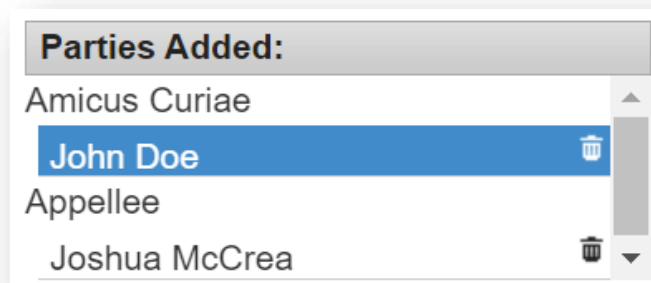 Parties Added:
Amicus Curiae
John Doe
Appellee
Joshua McCrea